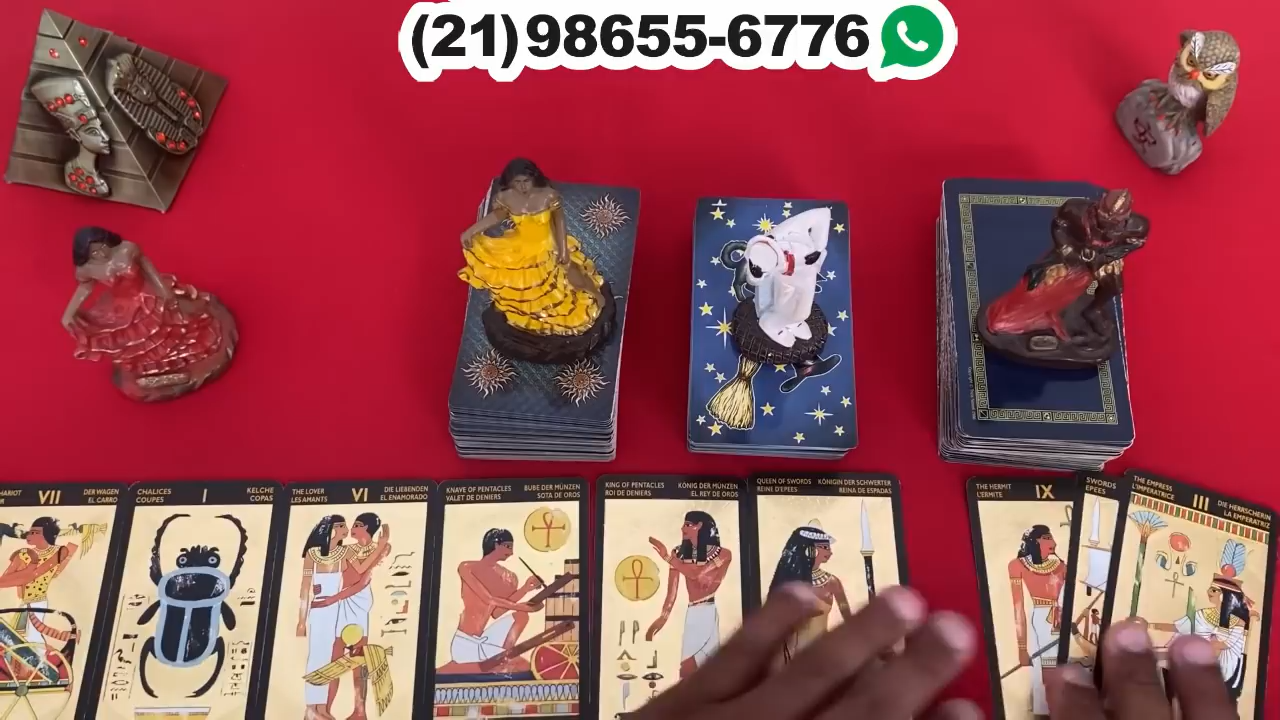 (21)98655-6776
HARIOT VII DER WAGEN
EL CARRO
CHALICES I KELCHE
COUPES COPAS
THE LOVER VI DIE LIEBENDEN
LES AMANTS EL ENAMORADO
KNAVE OF PENTACLES BUBE DER MÜNZEN
VALET DE DENIERS SOTA DE OROS
KING OF PENTACLES KÖNIG DER MÜNZEN
ROI DE DENIERS EL REY DE OROS
QUEEN OF SWORDS KÖNIGIN DER SCHWERTER
REINE D'EPEES REINA DE ESPADAS
THE HERMIT IX
L'ERMITE
SWORDS
EPEES
THE EMPRESS III DIE HERRSCHERIN
L'IMPERATRICE LA EMPERATRIZ